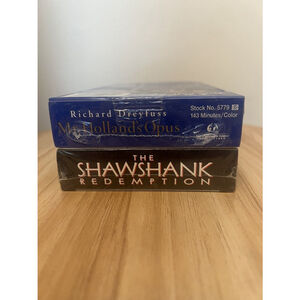 Richard Dreyfuss
Mr. Holland's Opus
Stock No. 5779
143 Minutes/Color
THE
SHAWSHANK
REDEMPTION